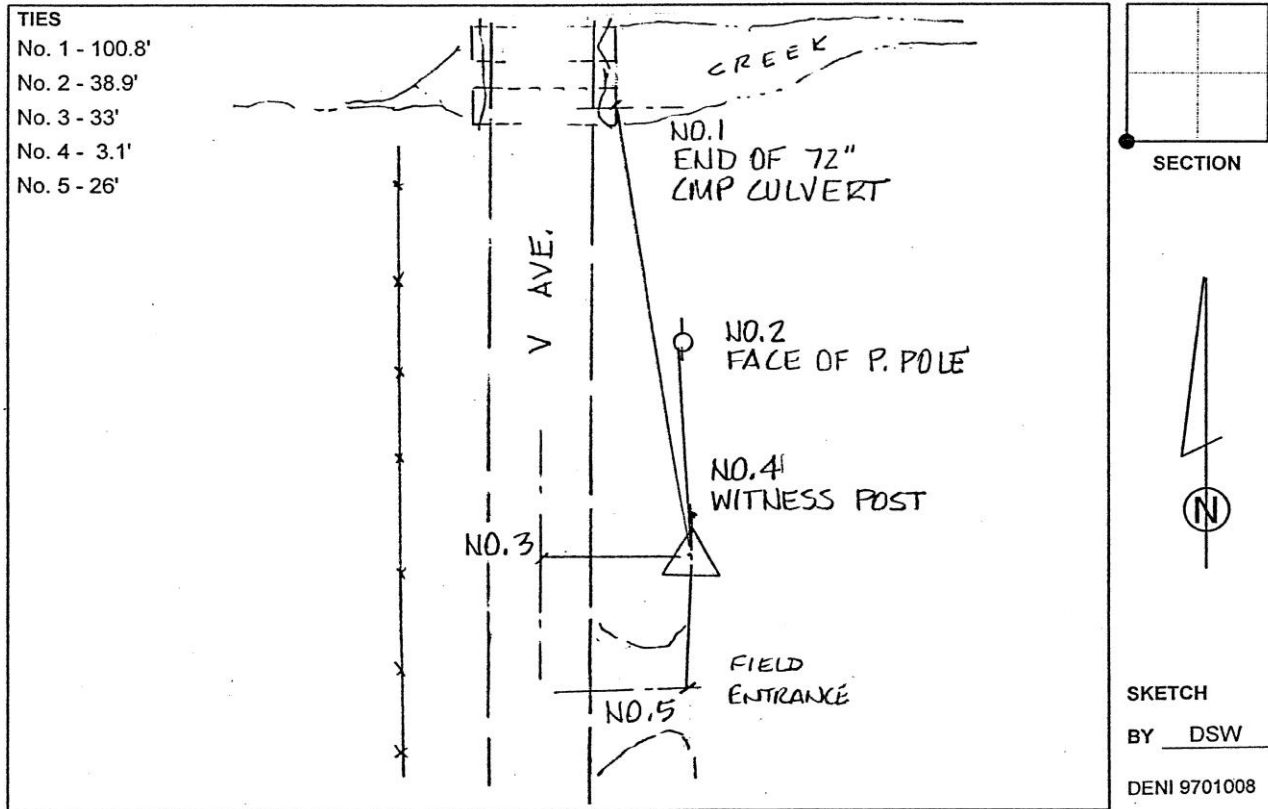 TIES
No. 1 - 100.8'
No. 2 - 38.9'
No. 3 - 33'
No. 4 - 3.1'
No. 5 - 26'
CREEK
NO.1
END OF 72"
CMP CULVERT
V AVE.
NO.2
FACE OF P. POLE
NO.4
WITNESS POST
NO.3
FIELD
ENTRANCE
NO.5
SECTION
N
SKETCH
BY DSW
DENI 9701008